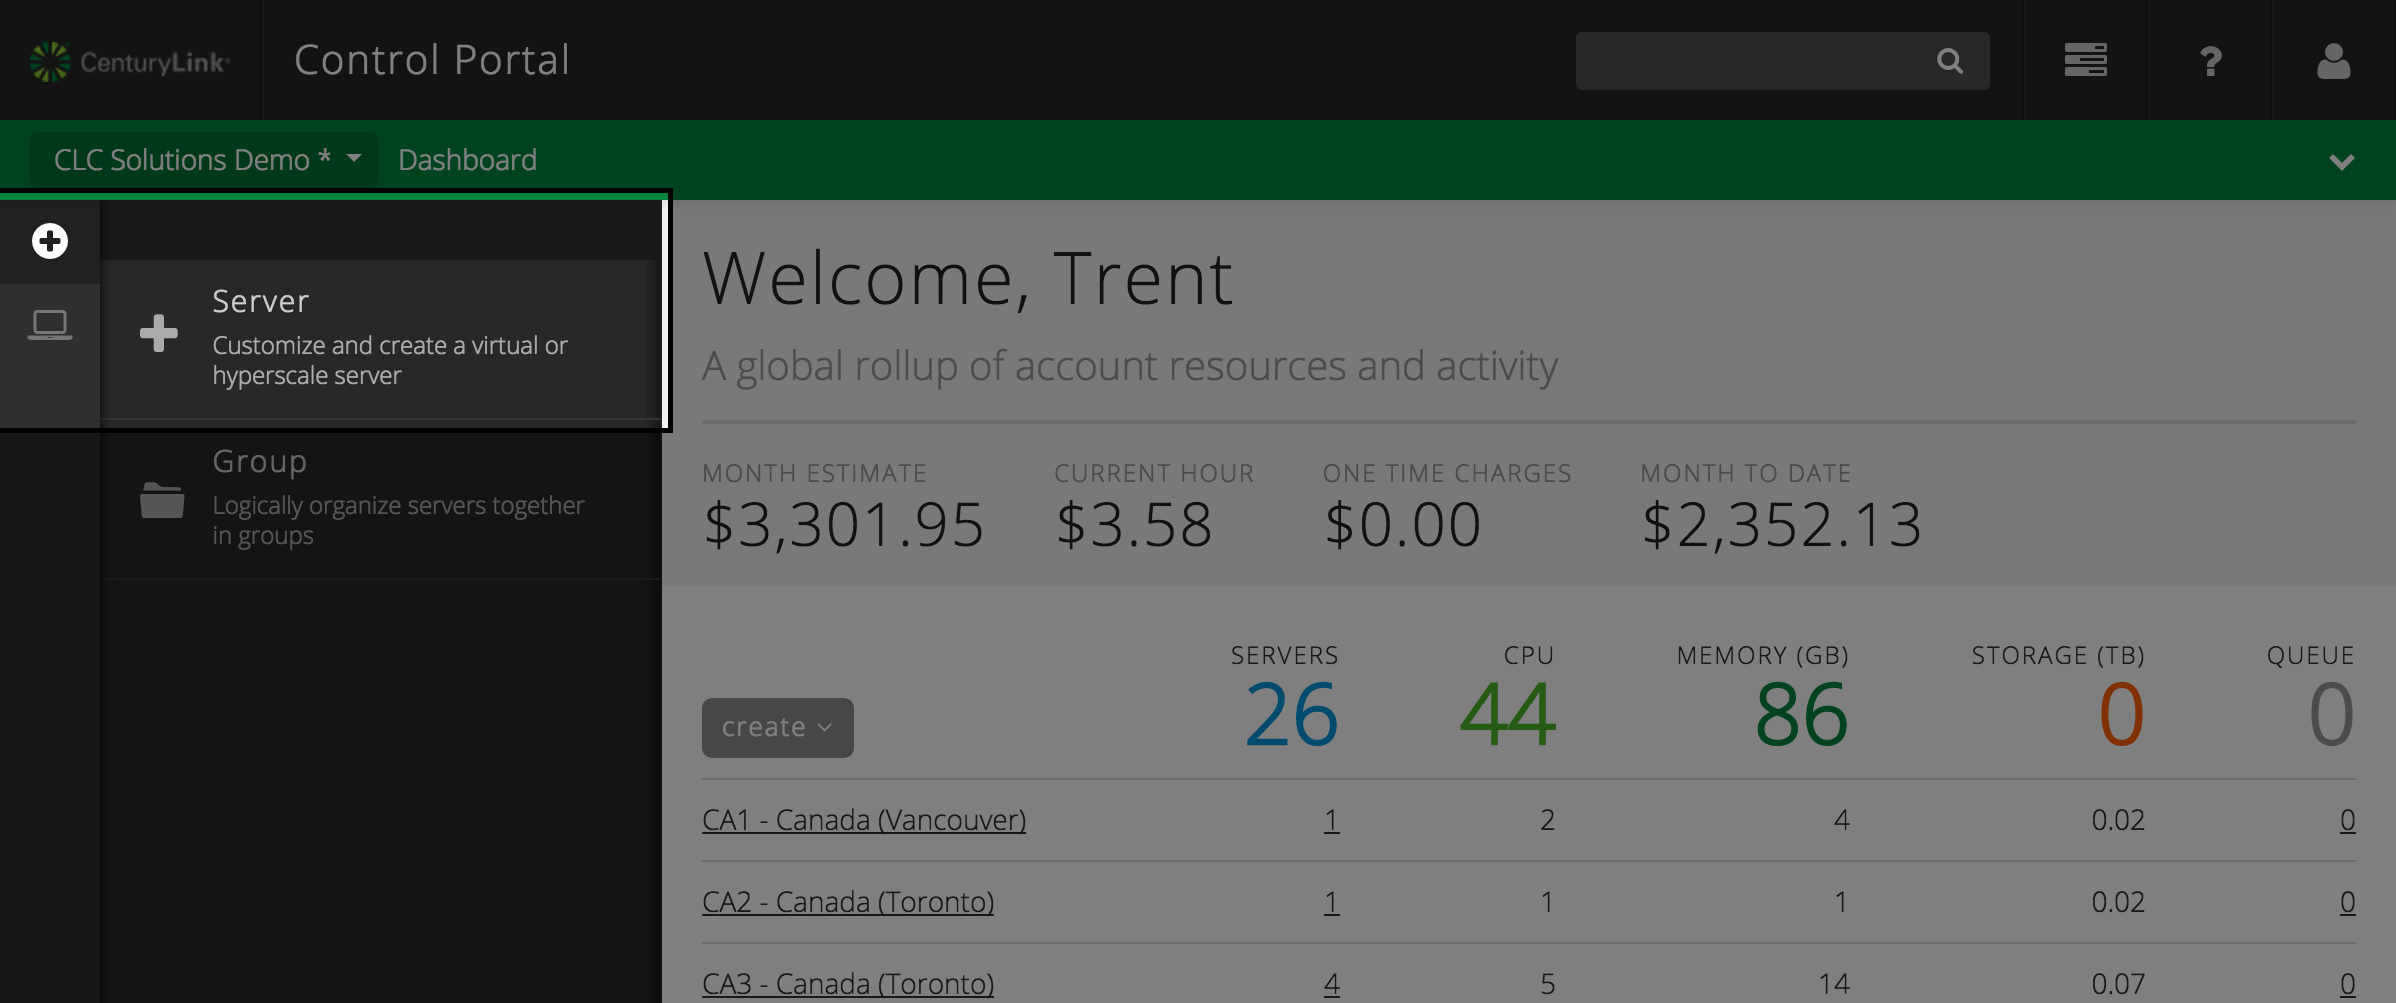 CenturyLink
Control Portal
?
CLC Solutions Demo *
Dashboard
Server
Customize and create a virtual or
hyperscale server
Group
Logically organize servers together
in groups
Welcome, Trent
A global rollup of account resources and activity
MONTH ESTIMATE CURRENT HOUR ONE TIME CHARGES MONTH TO DATE
$3,301.95 $3.58 $0.00 $2,352.13
SERVERS CPU MEMORY (GB) STORAGE (TB) QUEUE
create 26 44 86 0 0
CA1 - Canada (Vancouver) 1 2 4 0.02 0
CA2 - Canada (Toronto) 1 1 1 0.02 0
CA3 - Canada (Toronto) 4 5 14 0.07 0